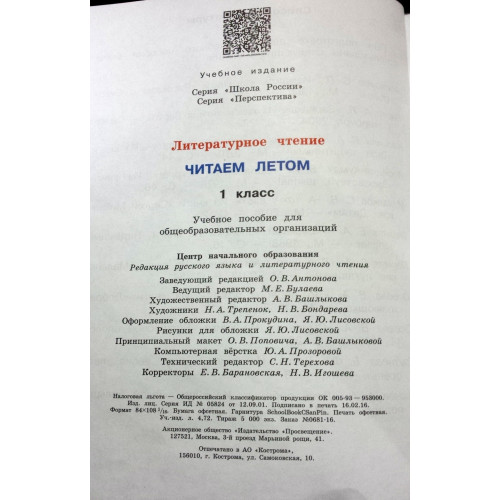 Учебное издание
Серия «Школа России»
Серия «Перспектива»
Литературное чтение
ЧИТАЕМ ЛЕТОМ
1 класс
Учебное пособие для
общеобразовательных организаций
Центр начального образования
Редакция русского языка и литературного чтения
Заведующий редакцией О. В. Антонова
Ведущий редактор М. Е. Булаева
Художественный редактор А. В. Башлыкова
Художники Н. А. Трепенок, Н. В. Бондарева
Оформление обложки В. А. Прокудина, Я. Ю. Лисовской
Рисунки для обложки Я. Ю. Лисовской
Принципиальный макет О. В. Поповича, А. В. Башлыковой
Компьютерная вёрстка Ю. А. Прозоровой
Технический редактор С. Н. Терехова
Корректоры Е. В. Барановская, Н. В. Игошева
Налоговая льгота — Общероссийский классификатор продукции ОК 005-93—953000.
Изд. лиц. Серия ИД № 05824 от 12.09.01. Подписано в печать 16.02.16.
Формат 84×108 1/16. Бумага офсетная. Гарнитура SchoolBookCSanPin. Печать офсетная.
Уч.-изд. л. 4,72. Тираж 5 000 экз. Заказ №0681-16.
Акционерное общество «Издательство «Просвещение».
127521, Москва, 3-й проезд Марьиной рощи, 41.
Отпечатано в АО «Кострома»,
156010, г. Кострома, ул. Самоковская, 10.